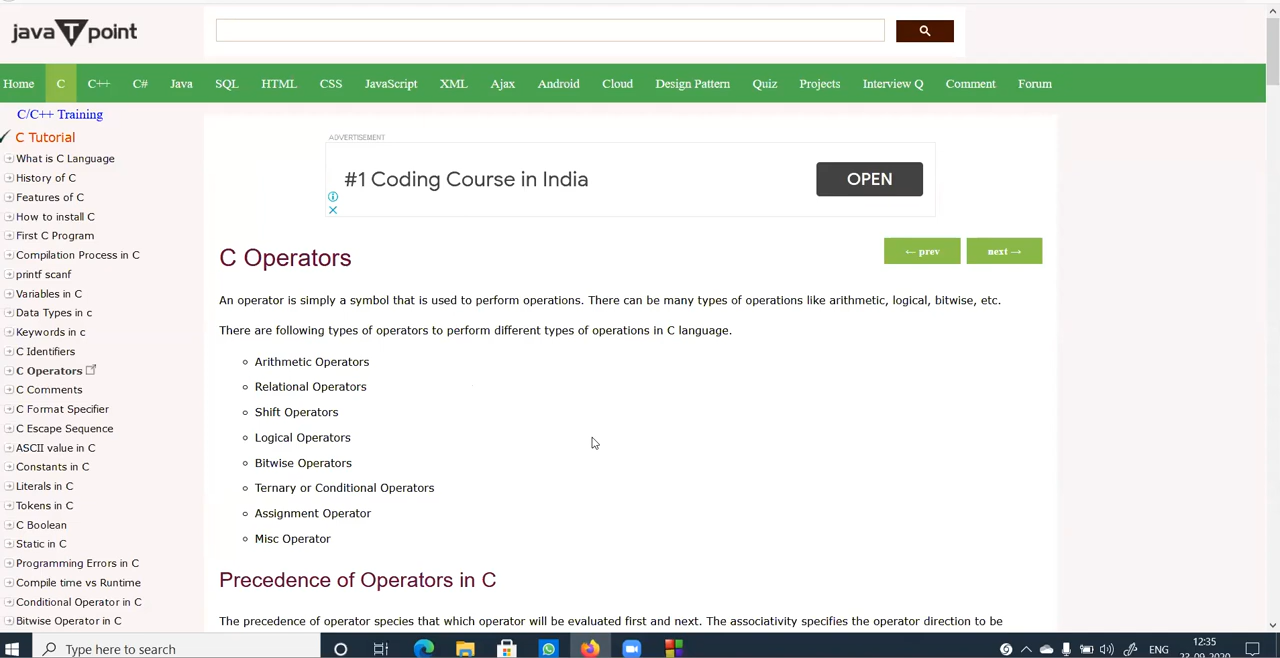 java T point
Home C C++ C# Java SQL HTML CSS JavaScript XML Ajax Android Cloud Design Pattern Quiz Projects Interview Q Comment Forum
C/C++ Training
C Tutorial
What is C Language
History of C
Features of C
How to install C
First C Program
Compilation Process in C
printf scanf
Variables in C
Data Types in c
Keywords in c
C Identifiers
C Operators
C Comments
C Format Specifier
C Escape Sequence
ASCII value in C
Constants in C
Literals in C
Tokens in C
C Boolean
Static in C
Programming Errors in C
Compile time vs Runtime
Conditional Operator in C
Bitwise Operator in C
ADVERTISEMENT
#1 Coding Course in India
OPEN
C Operators
← prev
next →
An operator is simply a symbol that is used to perform operations. There can be many types of operations like arithmetic, logical, bitwise, etc.
There are following types of operators to perform different types of operations in C language.
Arithmetic Operators
Relational Operators
Shift Operators
Logical Operators
Bitwise Operators
Ternary or Conditional Operators
Assignment Operator
Misc Operator
Precedence of Operators in C
The precedence of operator species that which operator will be evaluated first and next. The associativity specifies the operator direction to be
Type here to search
ENG
12:35
23-09-2020